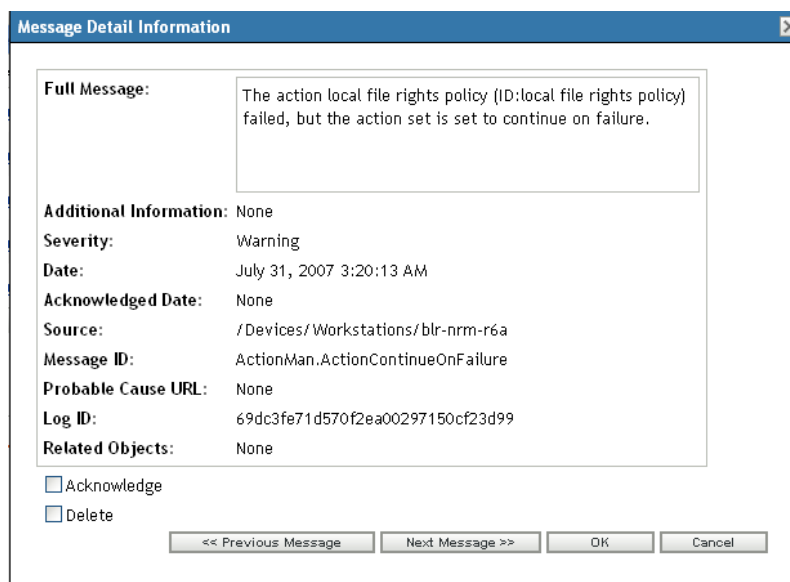 Message Detail Information
Full Message:
The action local file rights policy (ID:local file rights policy)
failed, but the action set is set to continue on failure.
Additional Information: None
Severity: Warning
Date: July 31, 2007 3:20:13 AM
Acknowledged Date: None
Source: /Devices/Workstations/blr-nrm-r6a
Message ID: ActionMan.ActionContinueOnFailure
Probable Cause URL: None
Log ID: 69dc3fe71d570f2ea00297150cf23d99
Related Objects: None
Acknowledge
Delete
<< Previous Message Next Message >> OK Cancel